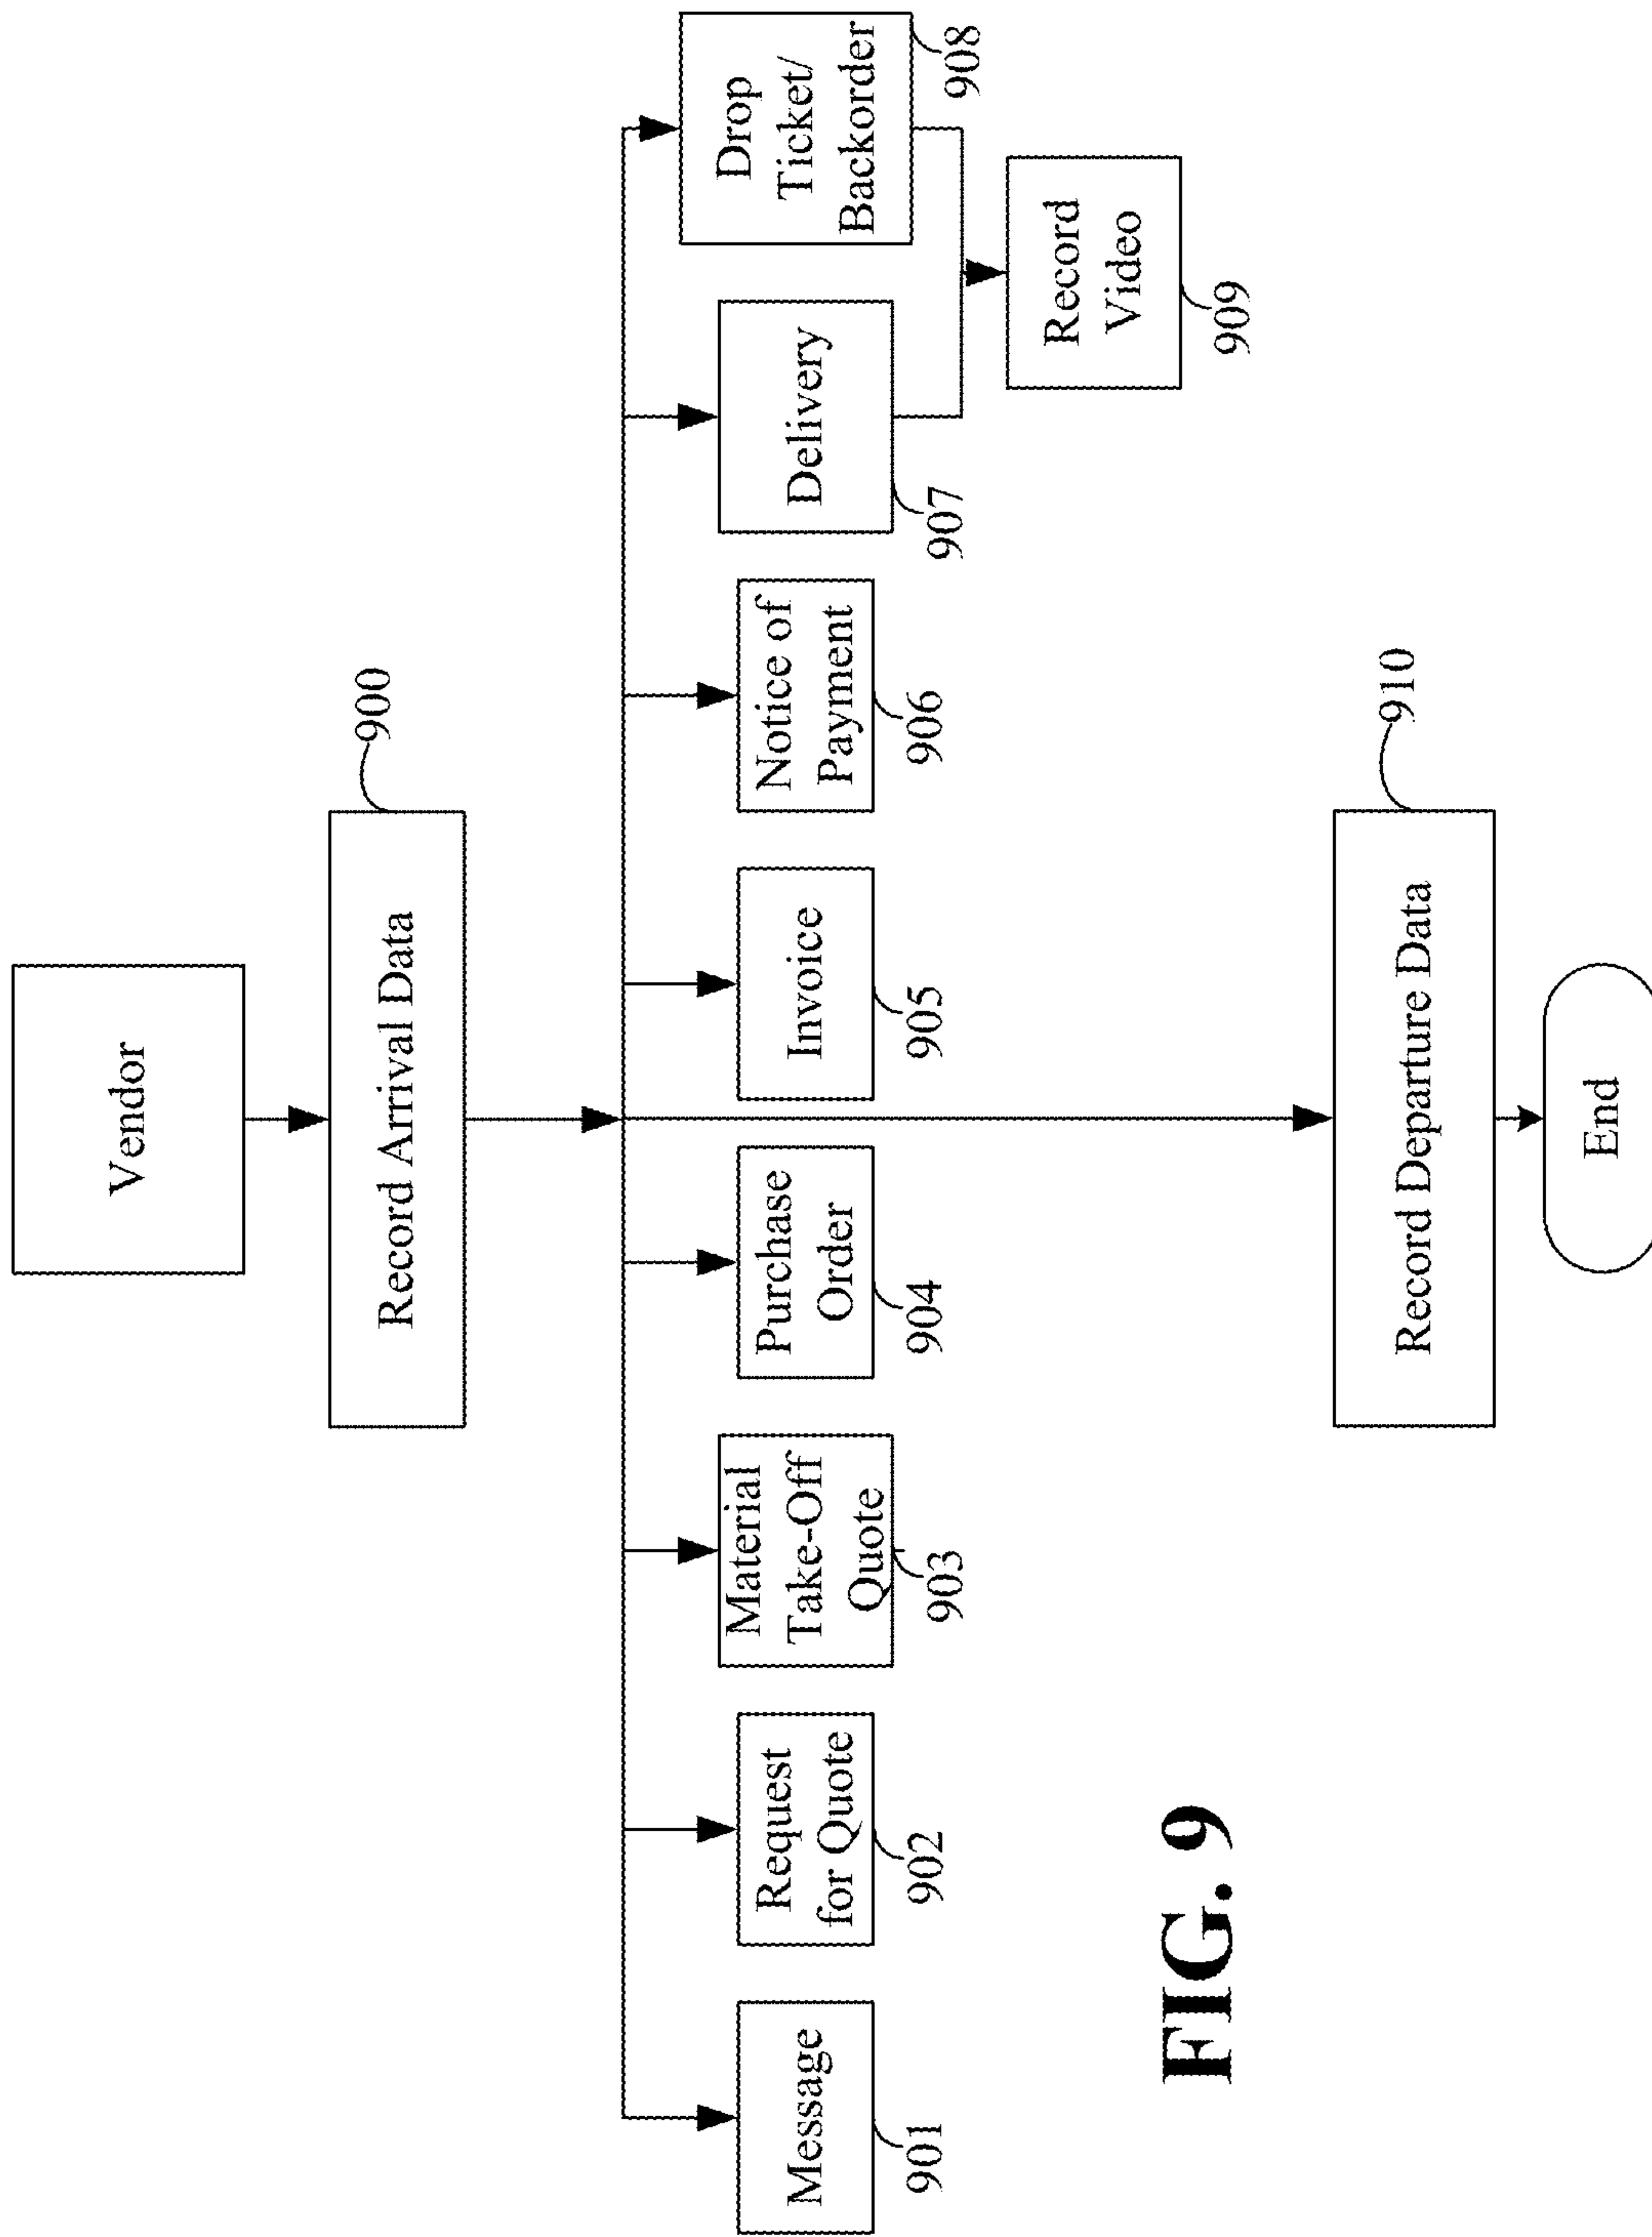 Vendor
Record Arrival Data
900
Message
901
Request
for Quote
902
Material
Take-Off
Quote
903
Purchase
Order
904
Invoice
905
Notice of
Payment
906
Delivery
907
Drop
Ticket/
Backorder
908
Record
Video
909
Record Departure Data
910
End
FIG. 9